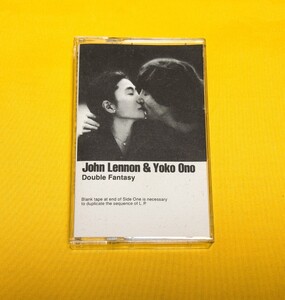 John Lennon & Yoko Ono
Double Fantasy
Blank tape at end of Side One is necessary
to duplicate the sequence of L.P.